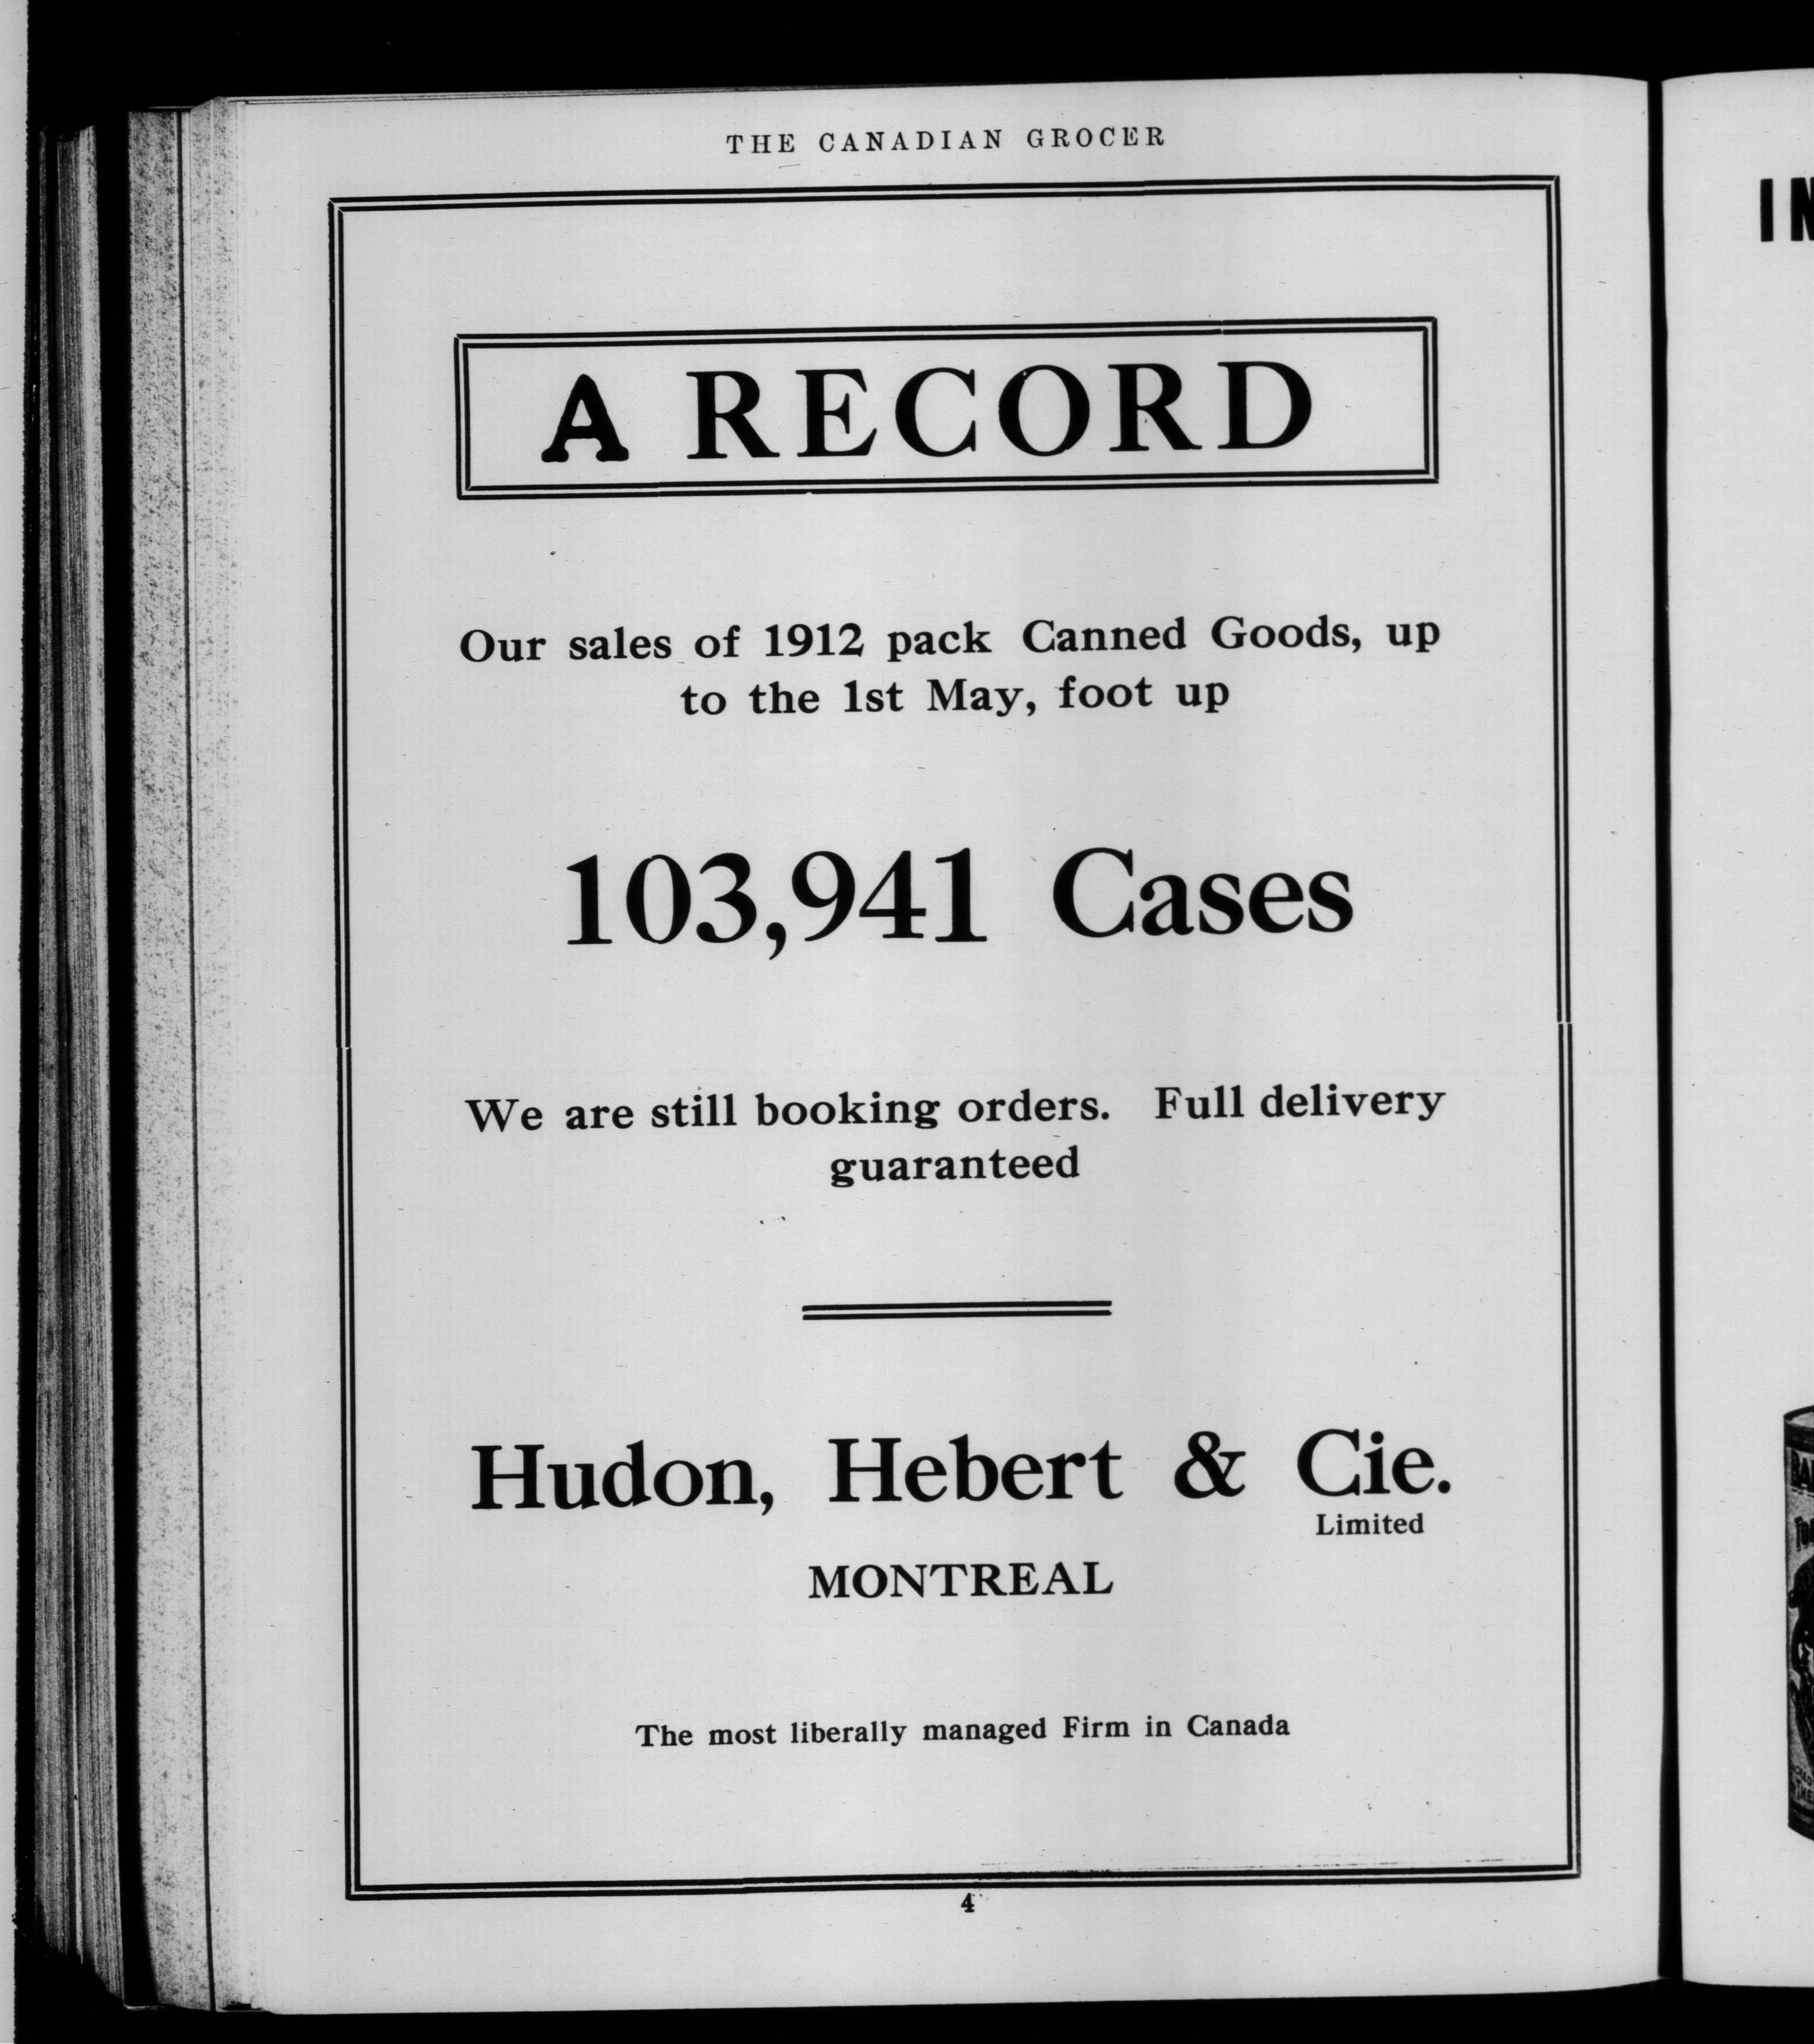 THE CANADIAN GROCER
A RECORD
Our sales of 1912 pack Canned Goods, up
to the 1st May, foot up
103,941 Cases
We are still booking orders. Full delivery
guaranteed
Hudon, Hebert & Cie.
Limited
MONTREAL
The most liberally managed Firm in Canada
4